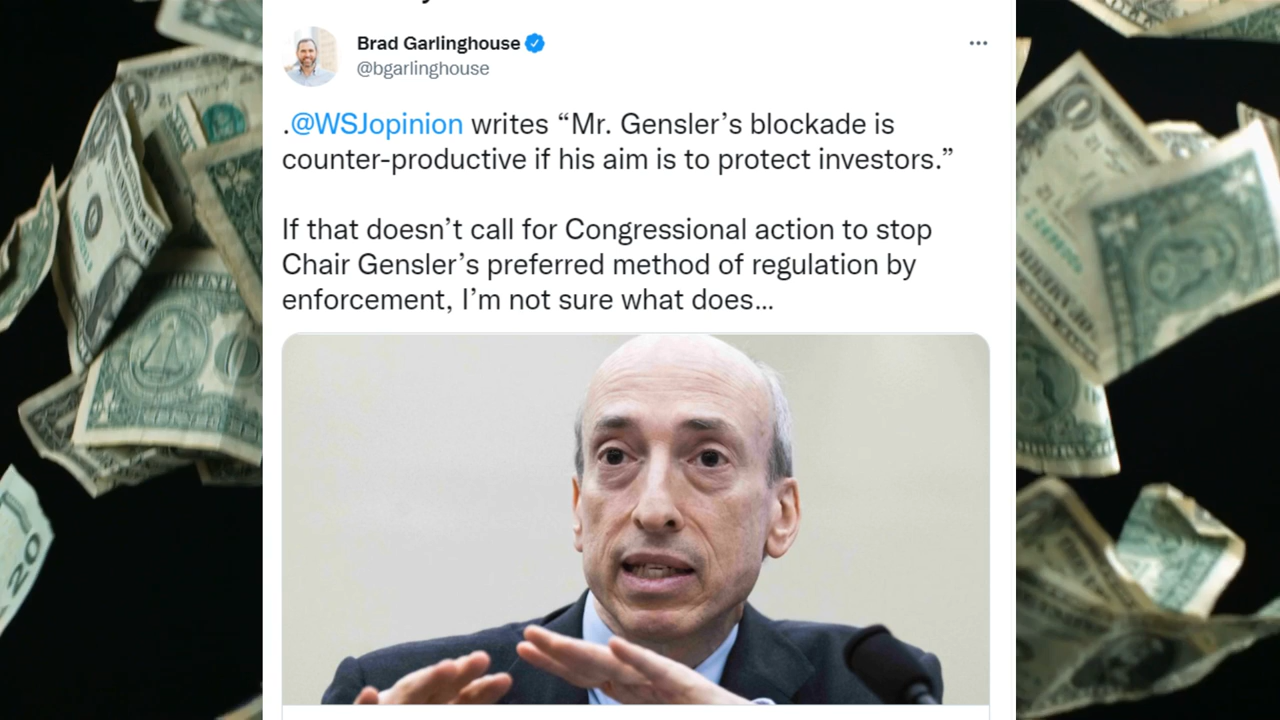 Brad Garlinghouse
@bgarlinghouse
.@WSJopinion writes “Mr. Gensler’s blockade is
counter-productive if his aim is to protect investors.”
If that doesn’t call for Congressional action to stop
Chair Gensler’s preferred method of regulation by
enforcement, I’m not sure what does...
20